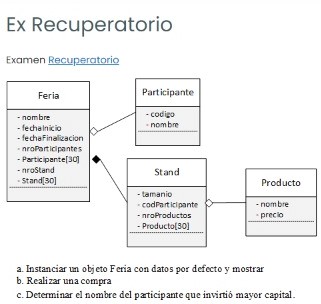 Ex Recuperatorio
Examen Recuperatorio
Feria
- nombre
- fechaInicio
- fechaFinalizacion
- nroParticipantes
- Participante[30]
- nroStand
- Stand[30]
Participante
- codigo
- nombre
Stand
- tamanio
- codParticipante
- nroProductos
- Producto[30]
Producto
- nombre
- precio
a. Instanciar un objeto Feria con datos por defecto y mostrar
b. Realizar una compra
c. Determinar el nombre del participante que invirtió mayor capital.